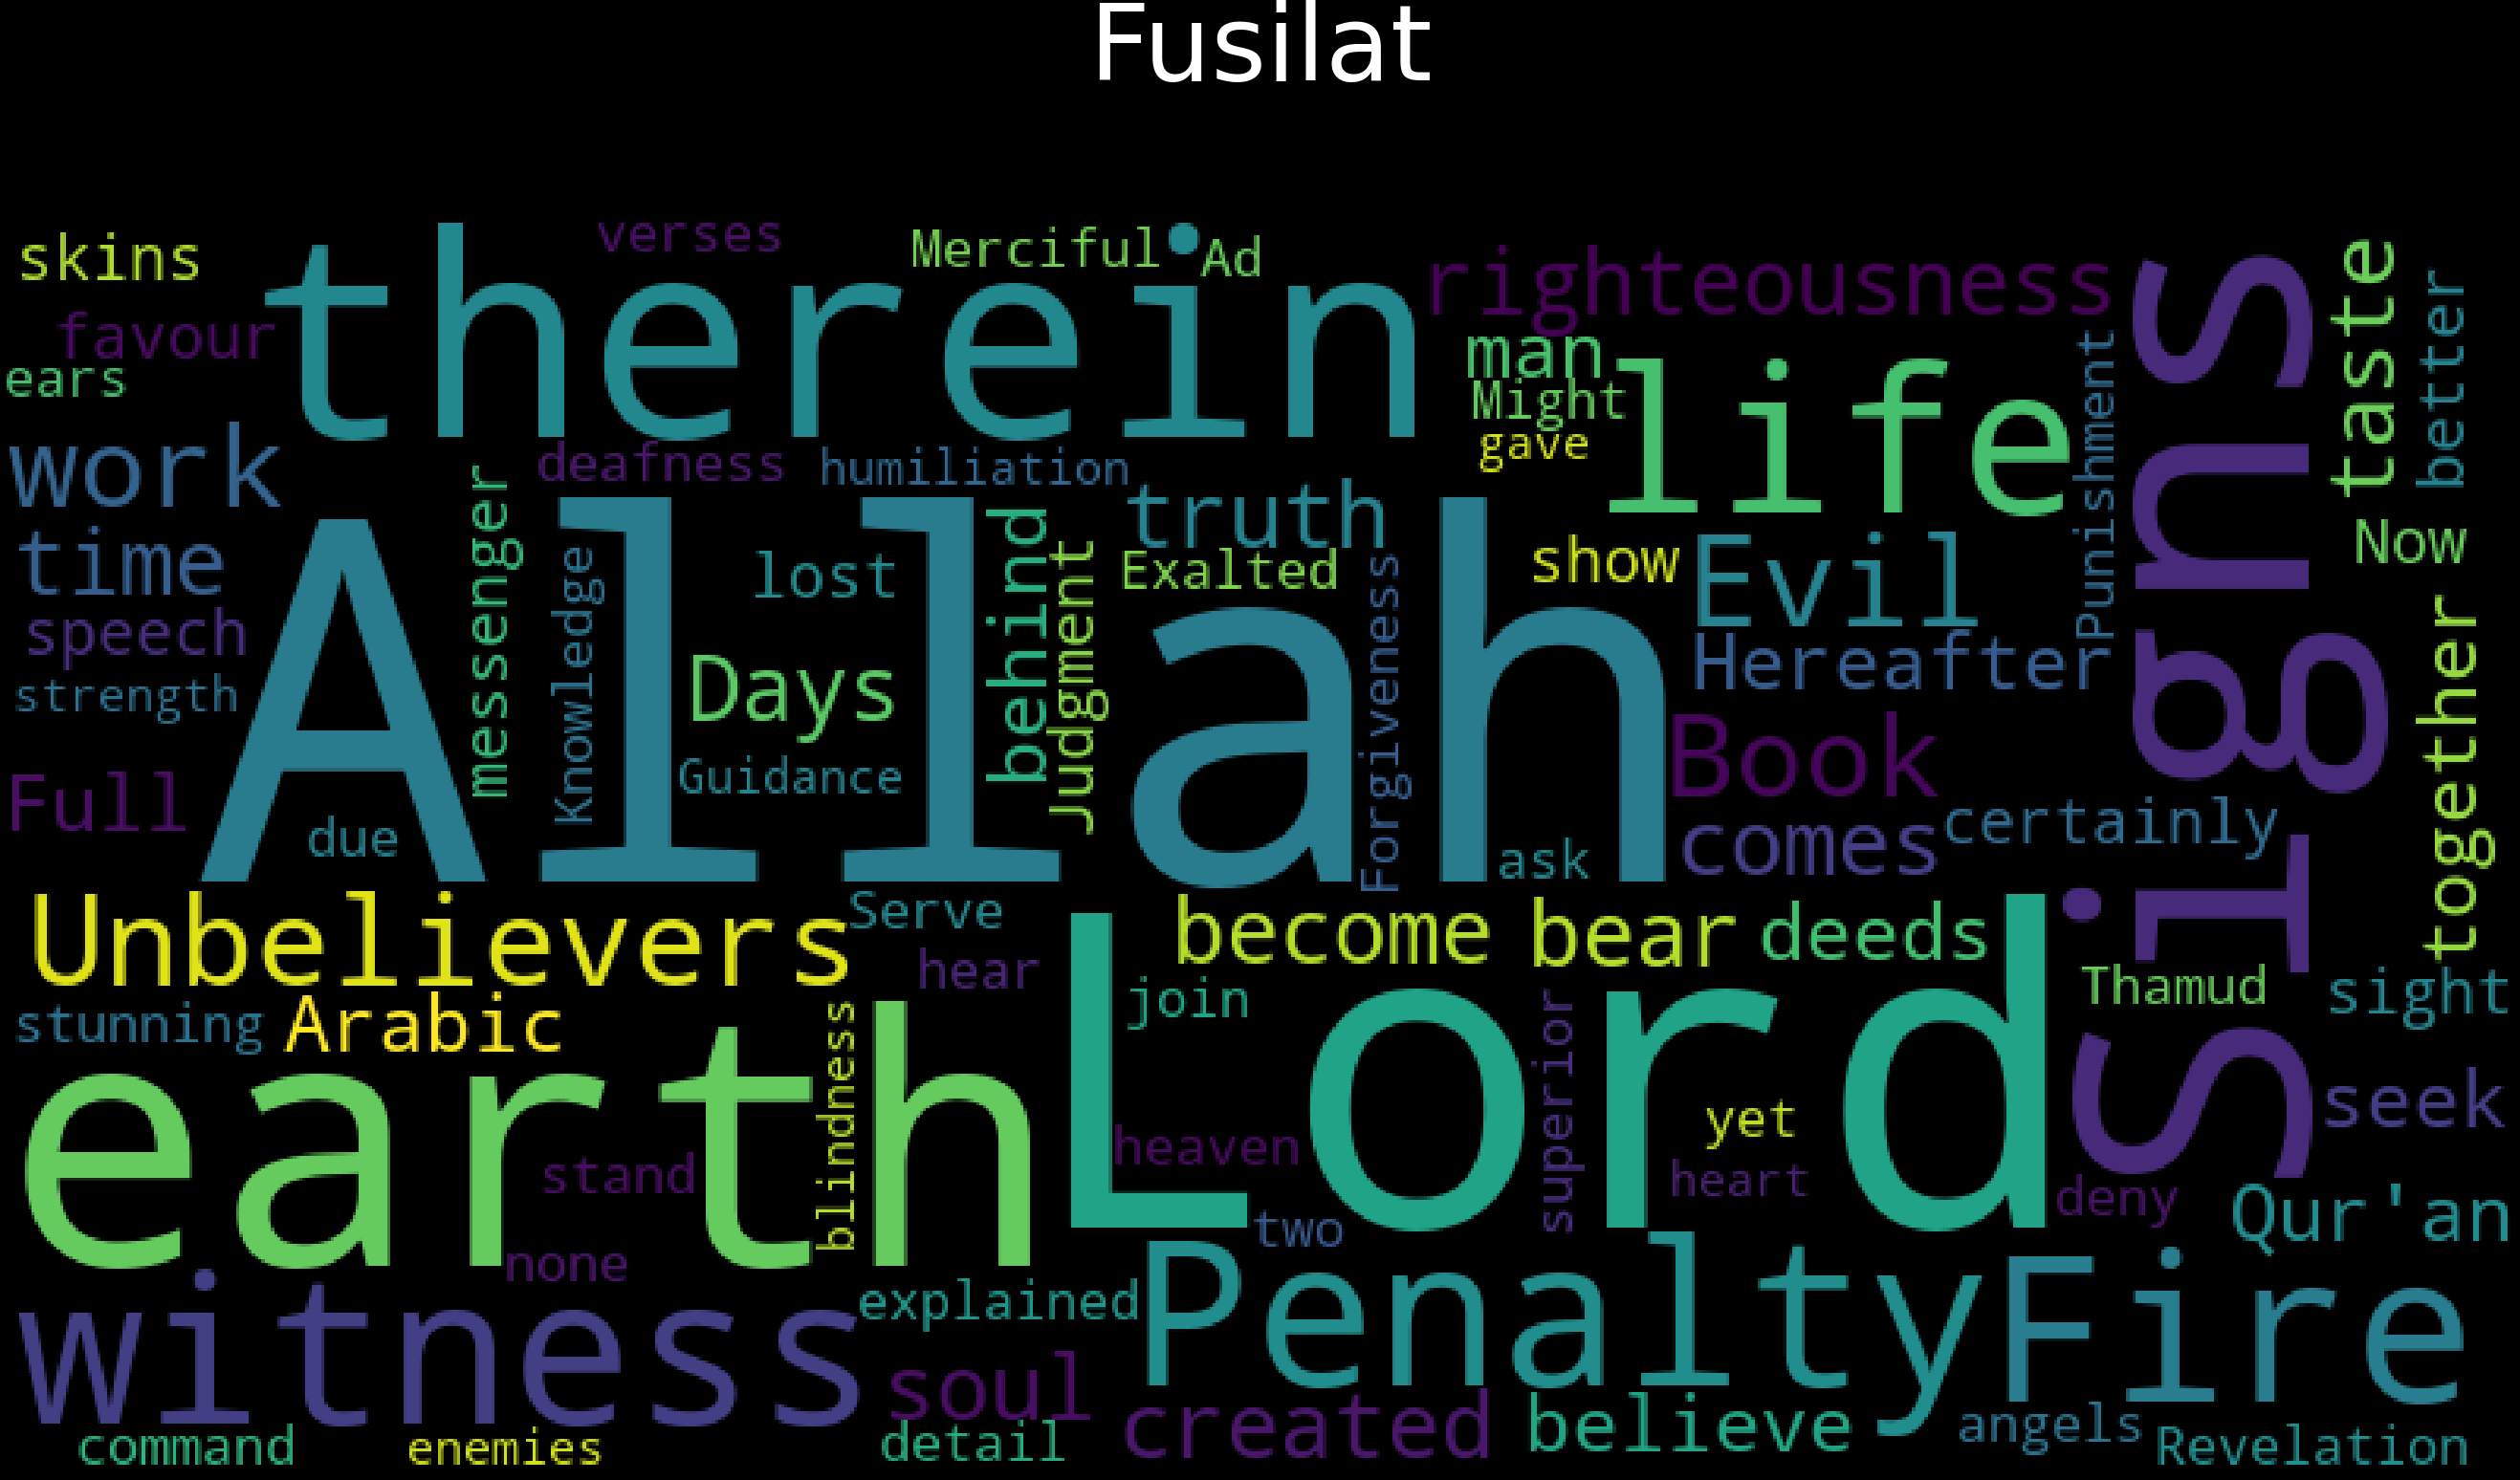 Fusilat
skins
verses
Merciful
Ad
therein
righteousness
favour
ears
man
Might
gave
life
Punishment
Signs
taste
better
work
deafness
humiliation
messenger
truth
Exalted
show
Evil
Now
time
Knowledge
lost
behind
Judgment
Forgiveness
speech
strength
Days
Hereafter
Guidance
Allah
Book
together
Full
due
ask
comes
certainly
Unbelievers
Serve
become
bear
deeds
hear
join
Thamud
sight
stunning
Arabic
blindness
Lord
superior
earth
stand
heaven
yet
heart
seek
deny
Qur'an
none
two
witness
explained
Penalty
Fire
soul
created
believe
command
enemies
detail
angels
Revelation